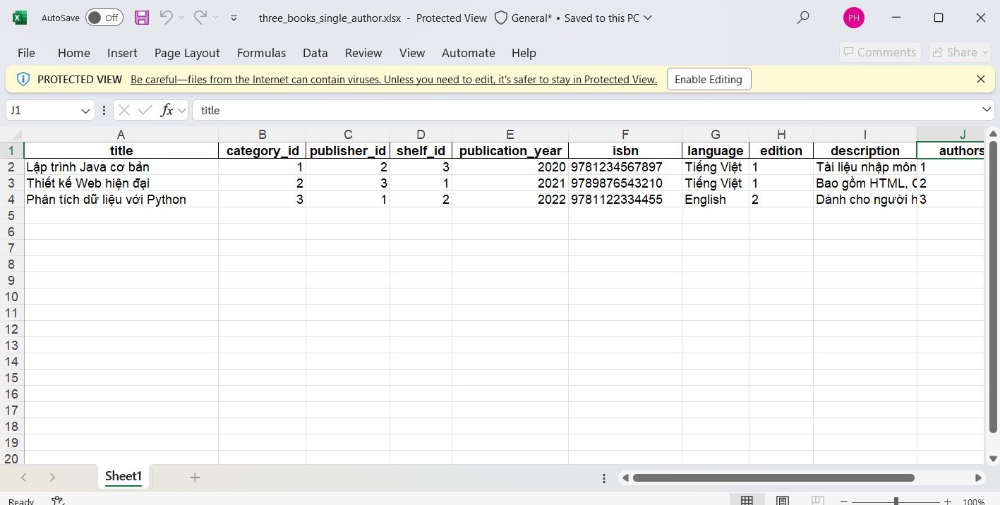 AutoSave Off three_books_single_author.xlsx - Protected View General* • Saved to this PC PH
File Home Insert Page Layout Formulas Data Review View Automate Help Comments Share
PROTECTED VIEW Be careful—files from the Internet can contain viruses. Unless you need to edit, it's safer to stay in Protected View. Enable Editing
J1 fx title
A B C D E F G H I J
1 title category_id publisher_id shelf_id publication_year isbn language edition description authors
2 Lập trình Java cơ bản 1 2 3 2020 9781234567897 Tiếng Việt 1 Tài liệu nhập môn 1
3 Thiết kế Web hiện đại 2 3 1 2021 9789876543210 Tiếng Việt 1 Bao gồm HTML, 2
4 Phân tích dữ liệu với Python 3 1 2 2022 9781122334455 English 2 Dành cho người 3
5
6
7
8
9
10
11
12
13
14
15
16
17
18
19
20
Sheet1
Ready 100%